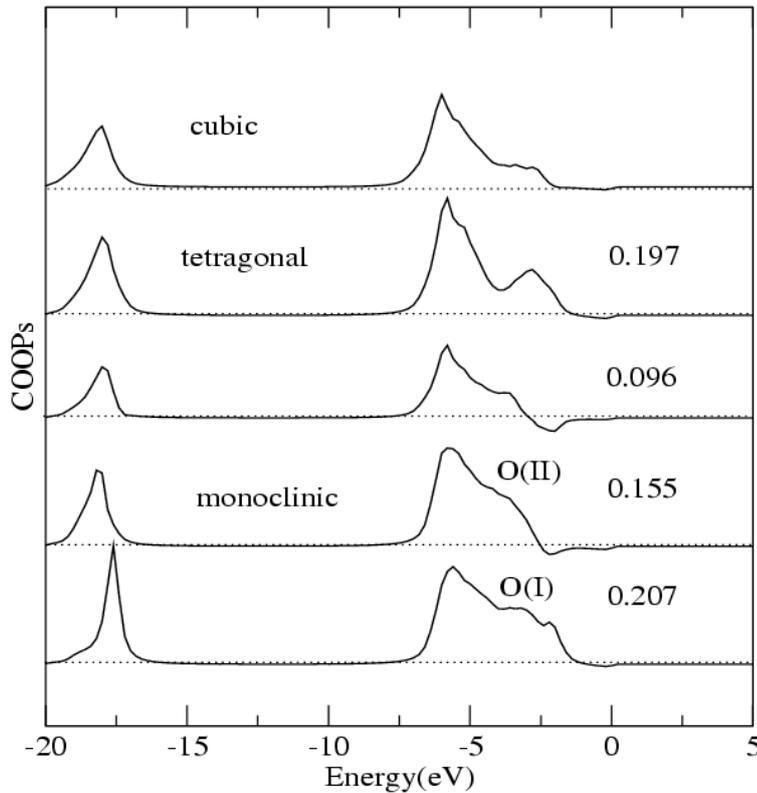 cubic
tetragonal
0.197
0.096
O(II)
0.155
monoclinic
O(I)
0.207
COOPs
-20
-15
-10
-5
0
5
Energy(eV)